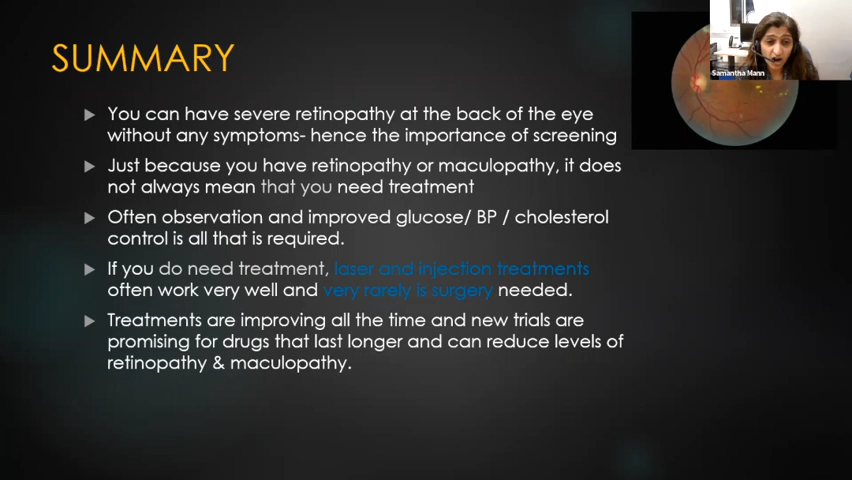 SUMMARY
Samantha Mann
You can have severe retinopathy at the back of the eye
without any symptoms- hence the importance of screening
Just because you have retinopathy or maculopathy, it does
not always mean that you need treatment
Often observation and improved glucose/ BP / cholesterol
control is all that is required.
If you do need treatment, laser and injection treatments
often work very well and very rarely is surgery needed.
Treatments are improving all the time and new trials are
promising for drugs that last longer and can reduce levels of
retinopathy & maculopathy.